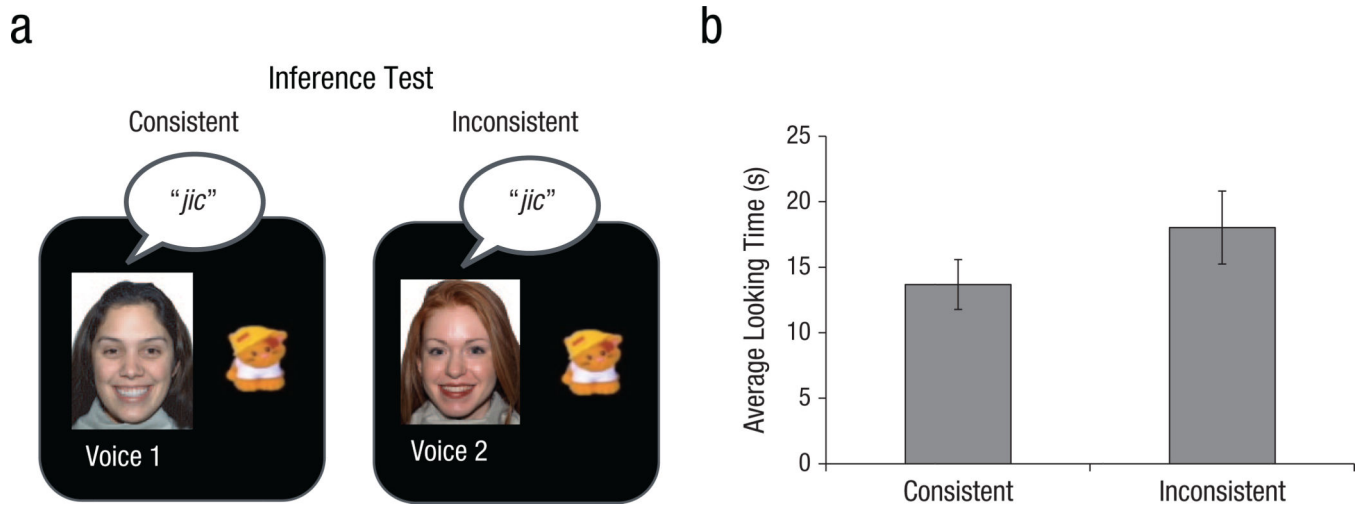 a
Inference Test
Consistent
Inconsistent
“jic”
“jic”
Voice 1
Voice 2
b
Average Looking Time (s)
25
20
15
10
5
0
Consistent
Inconsistent